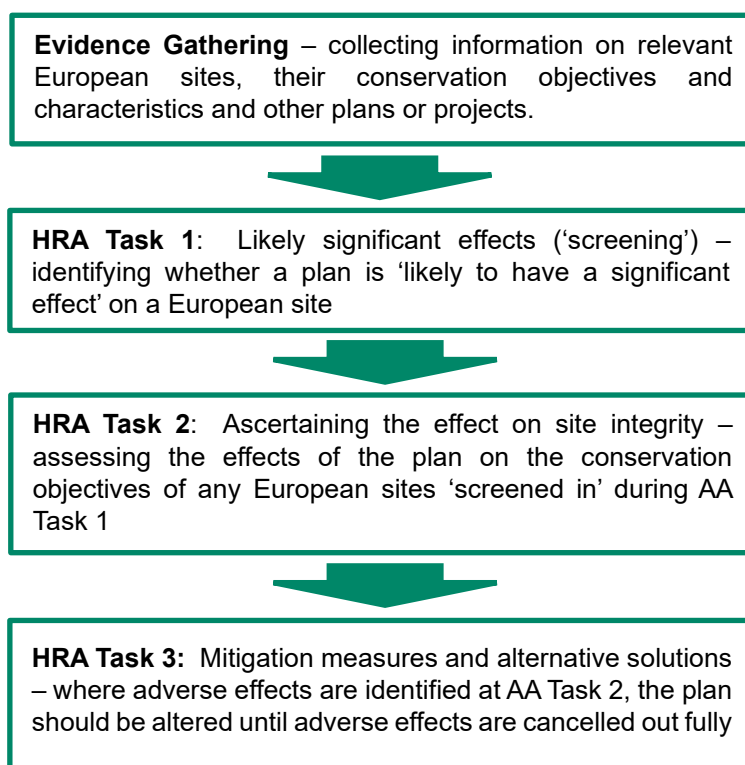 Evidence Gathering – collecting information on relevant
European sites, their conservation objectives and
characteristics and other plans or projects.
HRA Task 1: Likely significant effects (‘screening’) –
identifying whether a plan is ‘likely to have a significant
effect’ on a European site
HRA Task 2: Ascertaining the effect on site integrity –
assessing the effects of the plan on the conservation
objectives of any European sites ‘screened in’ during AA
Task 1
HRA Task 3: Mitigation measures and alternative solutions
– where adverse effects are identified at AA Task 2, the plan
should be altered until adverse effects are cancelled out fully